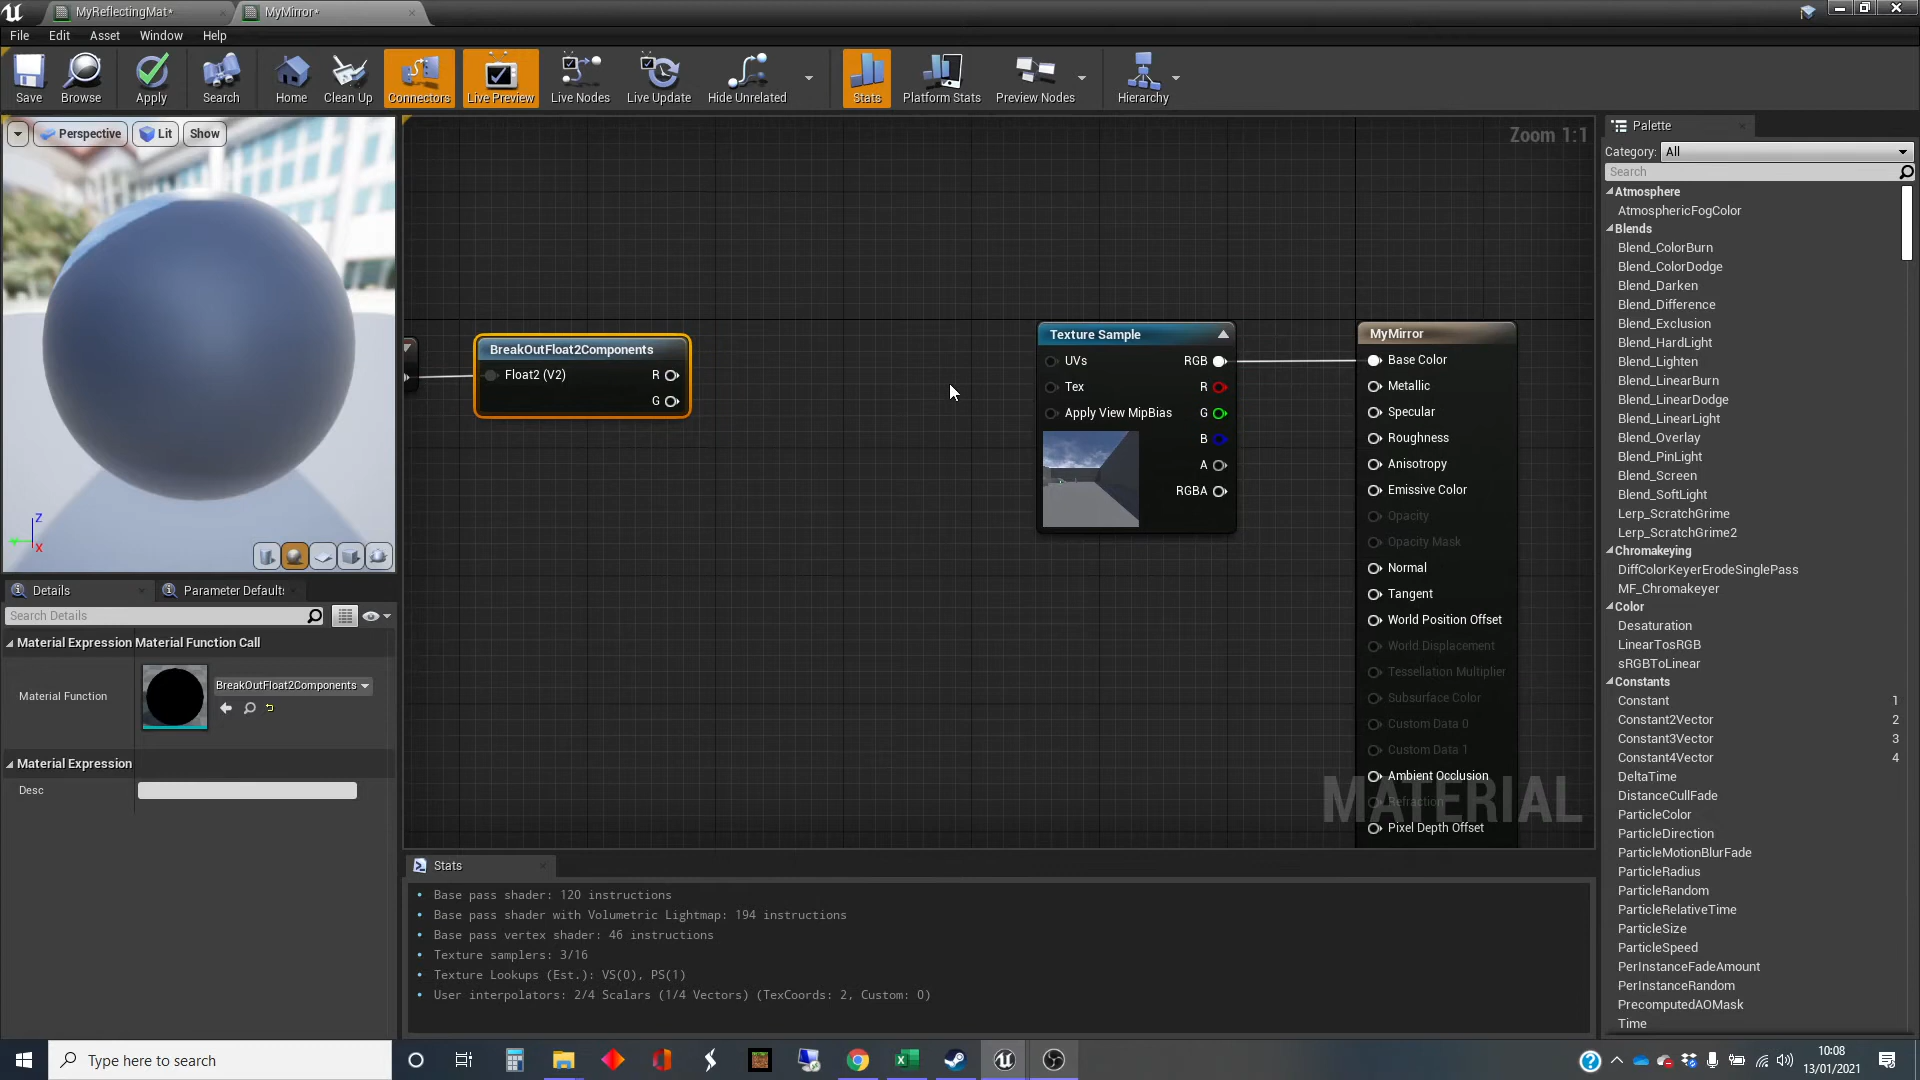 MyReflectingMat*
MyMirror*
File Edit Asset Window Help
Save Browse Apply Search Home Clean Up Connectors Live Preview Live Nodes Live Update Hide Unrelated Stats Platform Stats Preview Nodes Hierarchy
Perspective Lit Show
Zoom 1:1
BreakOutFloat2Components
Float2 (V2) R
G
Texture Sample
UVs RGB
Tex R
Apply View MipBias G
B
A
RGBA
MyMirror
Base Color
Metallic
Specular
Roughness
Anisotropy
Emissive Color
Opacity
Opacity Mask
Normal
Tangent
World Position Offset
World Displacement
Tessellation Multiplier
Subsurface Color
Custom Data 0
Custom Data 1
Ambient Occlusion
Refraction
Pixel Depth Offset
MATERIAL
Z
X
Details Parameter Defaults
Search Details
Material Expression Material Function Call
Material Function BreakOutFloat2Components
Material Expression
Desc
Stats
Base pass shader: 120 instructions
Base pass shader with Volumetric Lightmap: 194 instructions
Base pass vertex shader: 46 instructions
Texture samplers: 3/16
Texture Lookups (Est.): VS(0), PS(1)
User interpolators: 2/4 Scalars (1/4 Vectors) (TexCoords: 2, Custom: 0)
Palette
Category: All
Search
Atmosphere
AtmosphericFogColor
Blends
Blend_ColorBurn
Blend_ColorDodge
Blend_Darken
Blend_Difference
Blend_Exclusion
Blend_HardLight
Blend_Lighten
Blend_LinearBurn
Blend_LinearDodge
Blend_LinearLight
Blend_Overlay
Blend_PinLight
Blend_Screen
Blend_SoftLight
Lerp_ScratchGrime
Lerp_ScratchGrime2
Chromakeying
DiffColorKeyerErodeSinglePass
MF_Chromakeyer
Color
Desaturation
LinearTosRGB
sRGBToLinear
Constants
Constant 1
Constant2Vector 2
Constant3Vector 3
Constant4Vector 4
DeltaTime
DistanceCullFade
ParticleColor
ParticleDirection
ParticleMotionBlurFade
ParticleRadius
ParticleRandom
ParticleRelativeTime
ParticleSize
ParticleSpeed
PerInstanceFadeAmount
PerInstanceRandom
PrecomputedAOMask
Time
Type here to search
10:08
13/01/2021